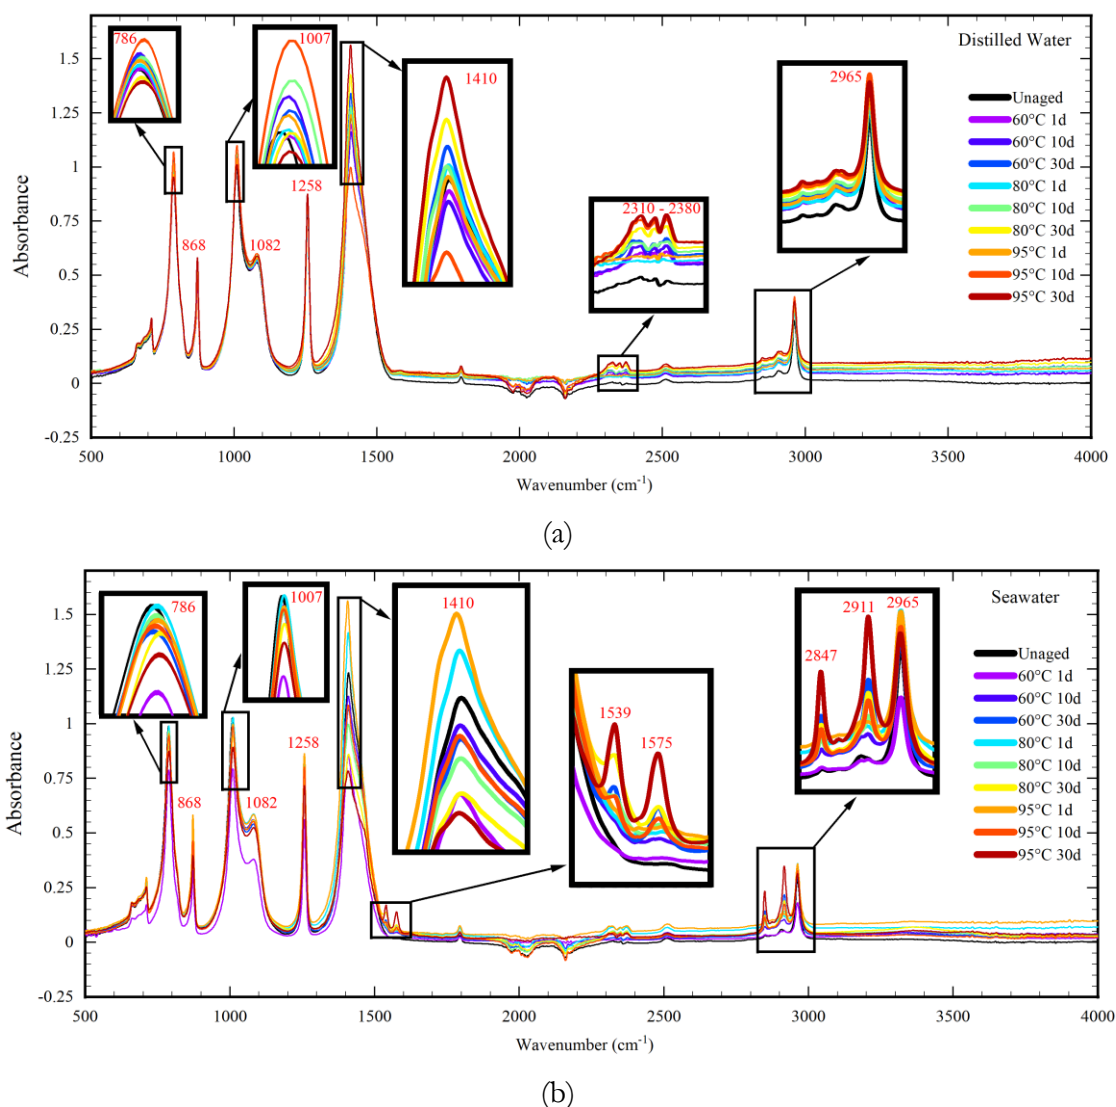 Distilled Water
786
1007
1410
2965
1258
868
1082
2310 - 2380
Unaged
60°C 1d
60°C 10d
60°C 30d
80°C 1d
80°C 10d
80°C 30d
95°C 1d
95°C 10d
95°C 30d
Absorbance
1.5
1.25
1
0.75
0.5
0.25
0
-0.25
500 1000 1500 2000 2500 3000 3500 4000
Wavenumber (cm⁻¹)
(a)
Seawater
786
1007
1410
2911 2965
2847
1539
1575
1258
868
1082
Unaged
60°C 1d
60°C 10d
60°C 30d
80°C 1d
80°C 10d
80°C 30d
95°C 1d
95°C 10d
95°C 30d
Absorbance
1.5
1.25
1
0.75
0.5
0.25
0
-0.25
500 1000 1500 2000 2500 3000 3500 4000
Wavenumber (cm⁻¹)
(b)